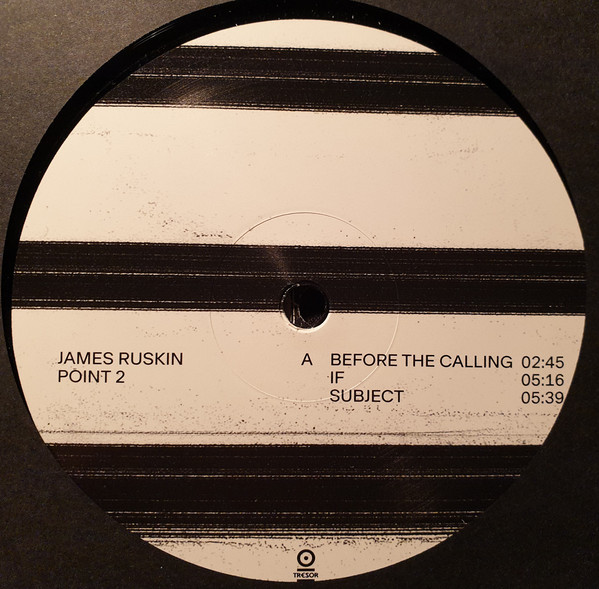 JAMES RUSKIN
POINT 2
A BEFORE THE CALLING 02:45
IF 05:16
SUBJECT 05:39
TRESOR